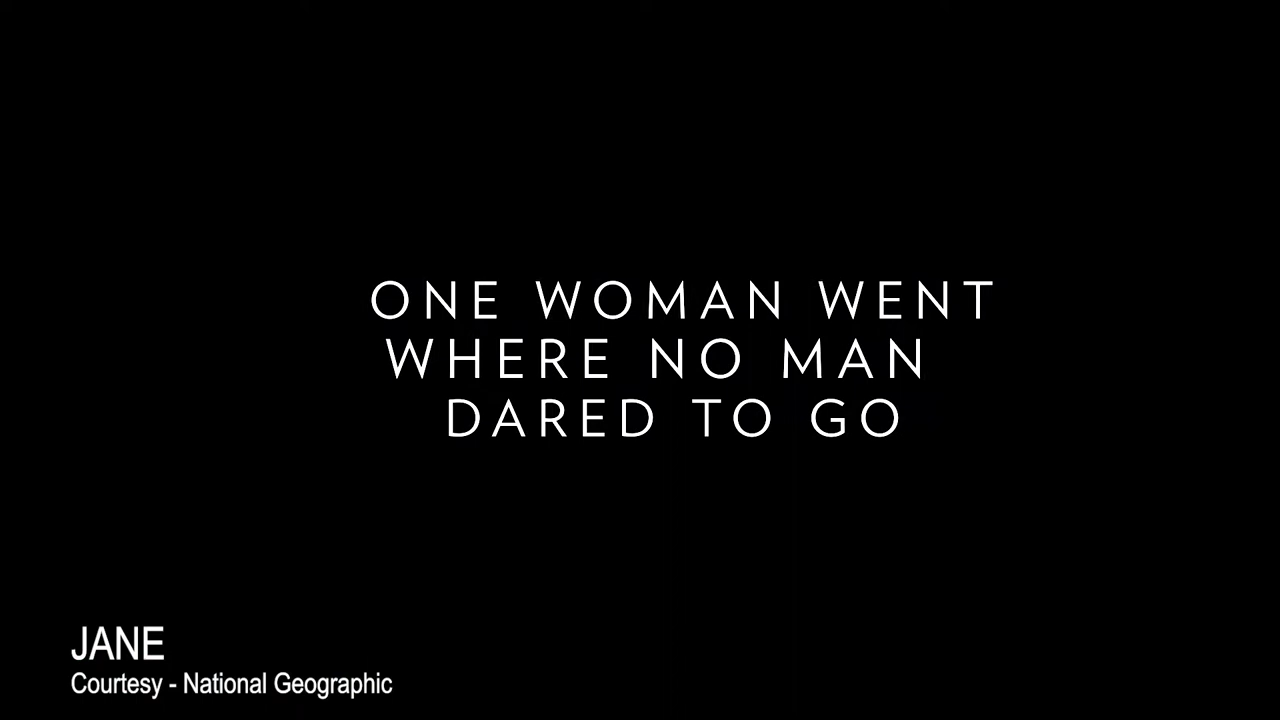 ONE WOMAN WENT
WHERE NO MAN
DARED TO GO
JANE
Courtesy - National Geographic